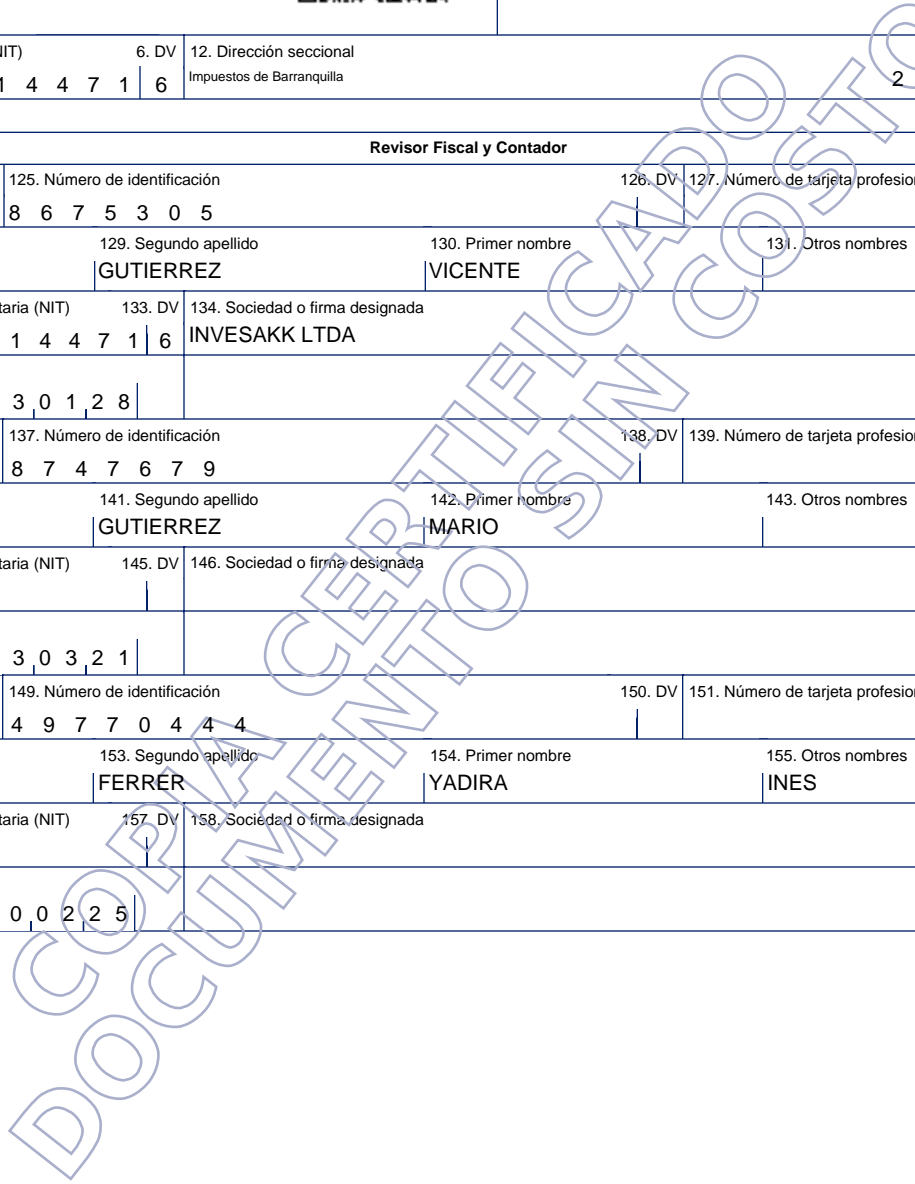 NIT) 6. DV 12. Dirección seccional
1 4 4 7 1 6 Impuestos de Barranquilla 2
Revisor Fiscal y Contador
125. Número de identificación 126. DV 127. Número de tarjeta profesion
8 6 7 5 3 0 5
129. Segundo apellido 130. Primer nombre 131. Otros nombres
GUTIERREZ VICENTE
taria (NIT) 133. DV 134. Sociedad o firma designada
1 4 4 7 1 6 INVESAKK LTDA
3 0 1 2 8
137. Número de identificación 138. DV 139. Número de tarjeta profesion
8 7 4 7 6 7 9
141. Segundo apellido 142. Primer nombre 143. Otros nombres
GUTIERREZ MARIO
taria (NIT) 145. DV 146. Sociedad o firma designada
3 0 3 2 1
149. Número de identificación 150. DV 151. Número de tarjeta profesion
4 9 7 7 0 4 4 4
153. Segundo apellido 154. Primer nombre 155. Otros nombres
FERRER YADIRA INES
taria (NIT) 157. DV 158. Sociedad o firma designada
0 0 2 2 5
COPIA CERTIFICADO
DOCUMENTO SIN COSTO